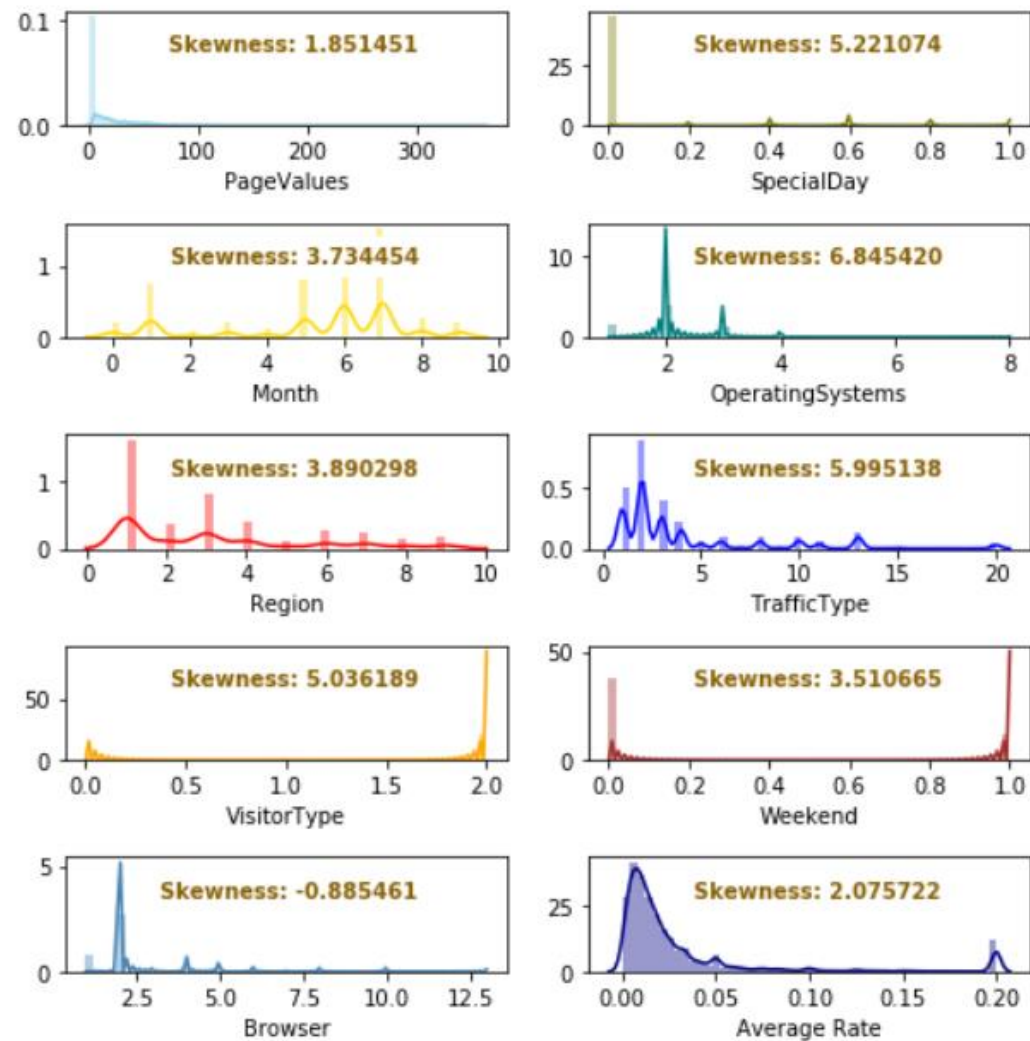 0.1
Skewness: 1.851451
0.0
0 100 200 300
PageValues
Skewness: 5.221074
25
0
0.0 0.2 0.4 0.6 0.8 1.0
SpecialDay
Skewness: 3.734454
1
0
0 2 4 6 8 10
Month
10
Skewness: 6.845420
0
2 4 6 8
OperatingSystems
Skewness: 3.890298
1
0
0 2 4 6 8 10
Region
Skewness: 5.995138
0.5
0.0
0 5 10 15 20
TrafficType
Skewness: 5.036189
50
0
0.0 0.5 1.0 1.5 2.0
VisitorType
50
Skewness: 3.510665
0
0.0 0.2 0.4 0.6 0.8 1.0
Weekend
5
Skewness: -0.885461
0
2.5 5.0 7.5 10.0 12.5
Browser
Skewness: 2.075722
25
0
0.00 0.05 0.10 0.15 0.20
Average Rate